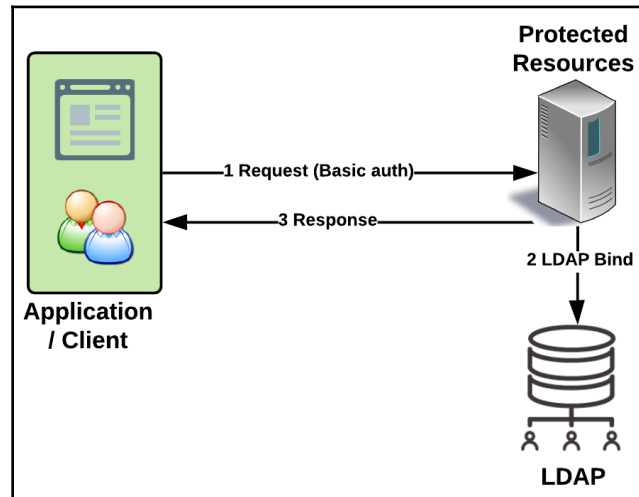 Protected
Resources
1 Request (Basic auth)
3 Response
2 LDAP Bind
Application
/ Client
LDAP